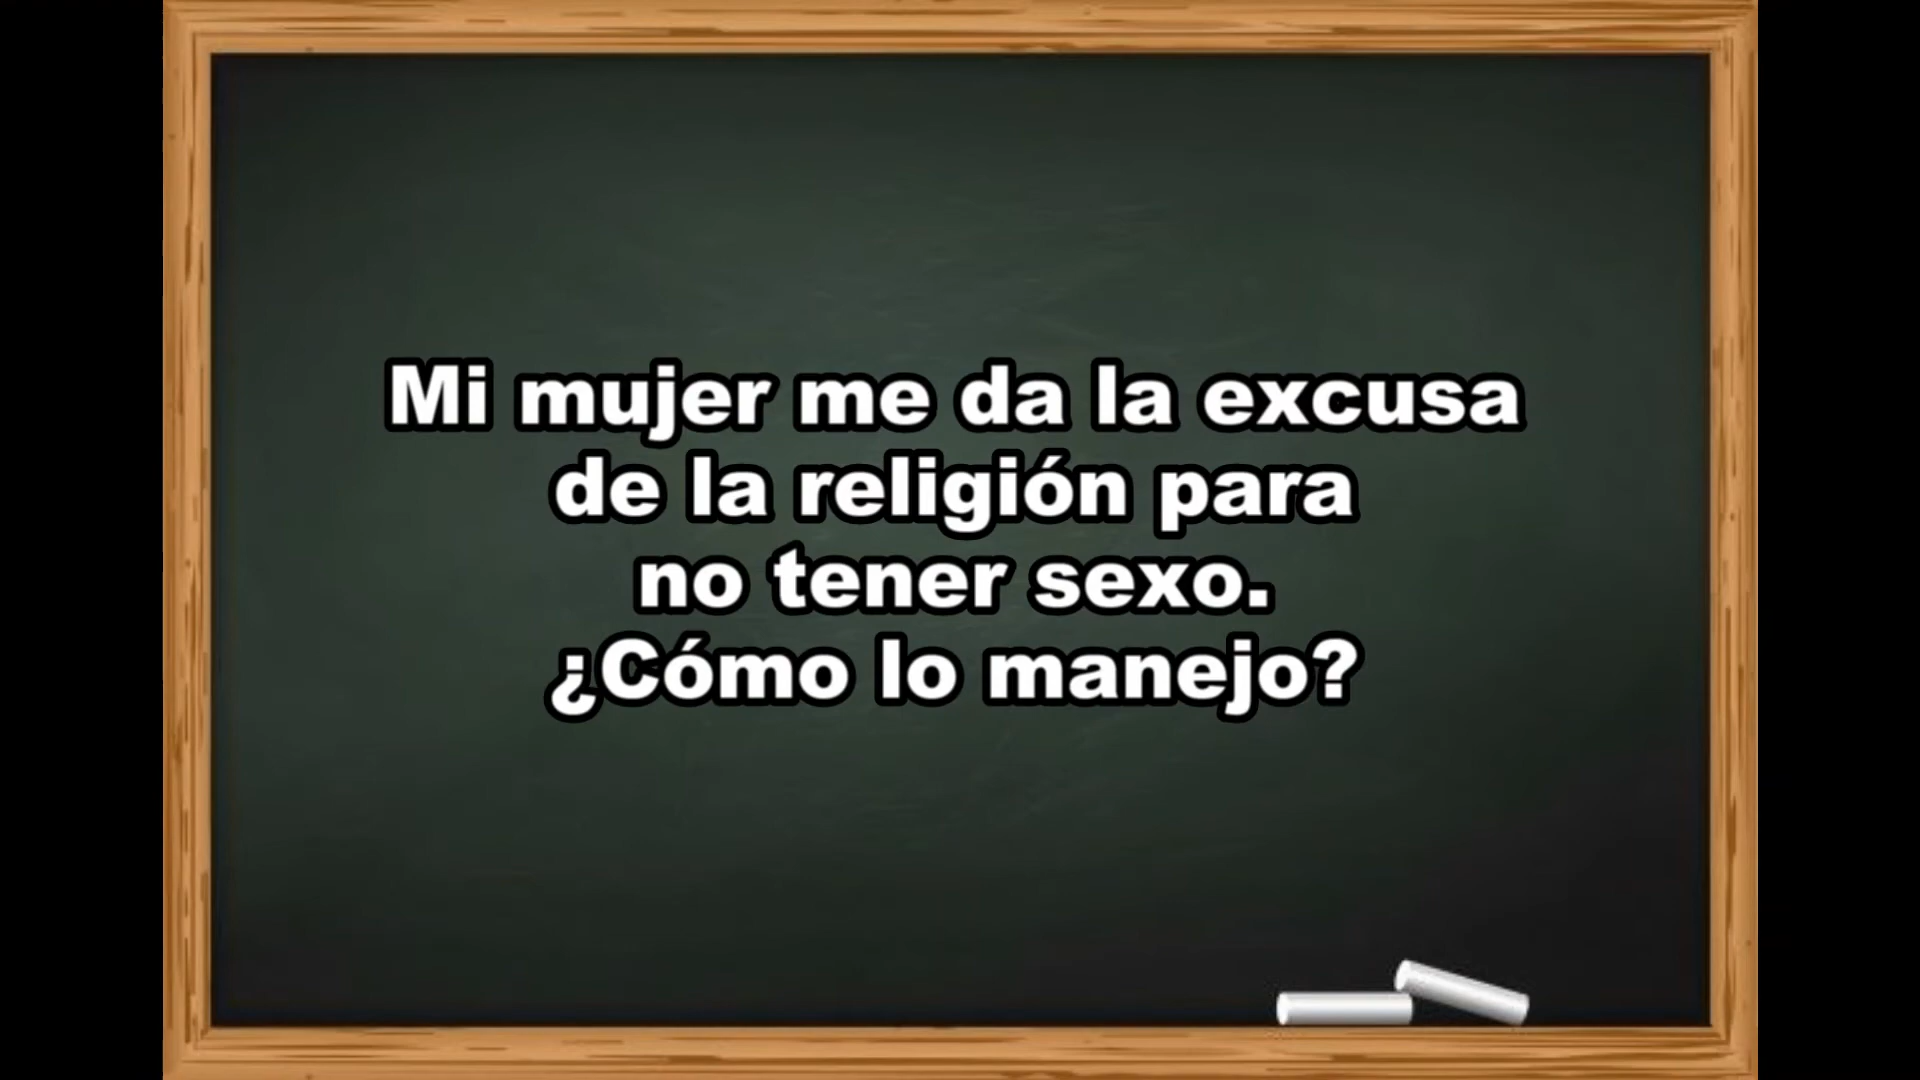 Mi mujer me da la excusa
de la religión para
no tener sexo.
¿Cómo lo manejo?